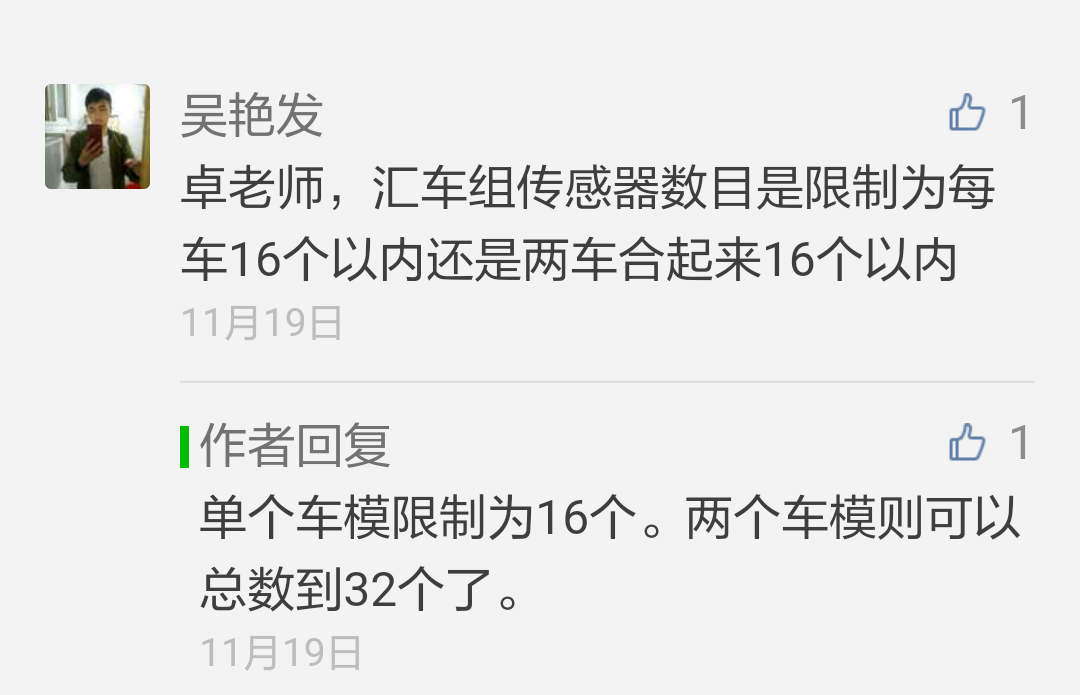 吴艳发
1
卓老师，汇车组传感器数目是限制为每
车16个以内还是两车合起来16个以内
11月19日
作者回复
1
单个车模限制为16个。两个车模则可以
总数到32个了。
11月19日